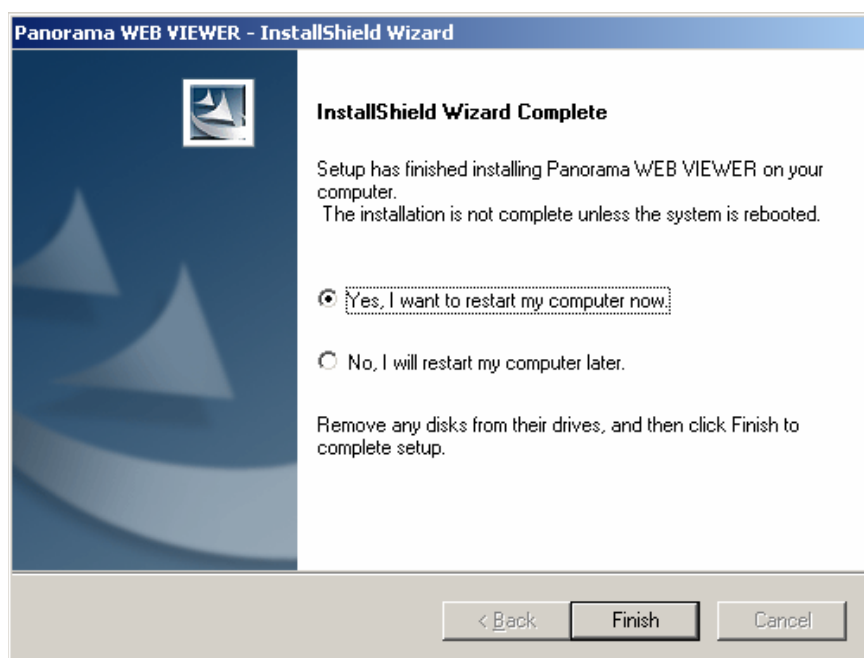 Panorama WEB VIEWER - InstallShield Wizard
InstallShield Wizard Complete
Setup has finished installing Panorama WEB VIEWER on your
computer.
The installation is not complete unless the system is rebooted.
Yes, I want to restart my computer now.
No, I will restart my computer later.
Remove any disks from their drives, and then click Finish to
complete setup.
< Back Finish Cancel